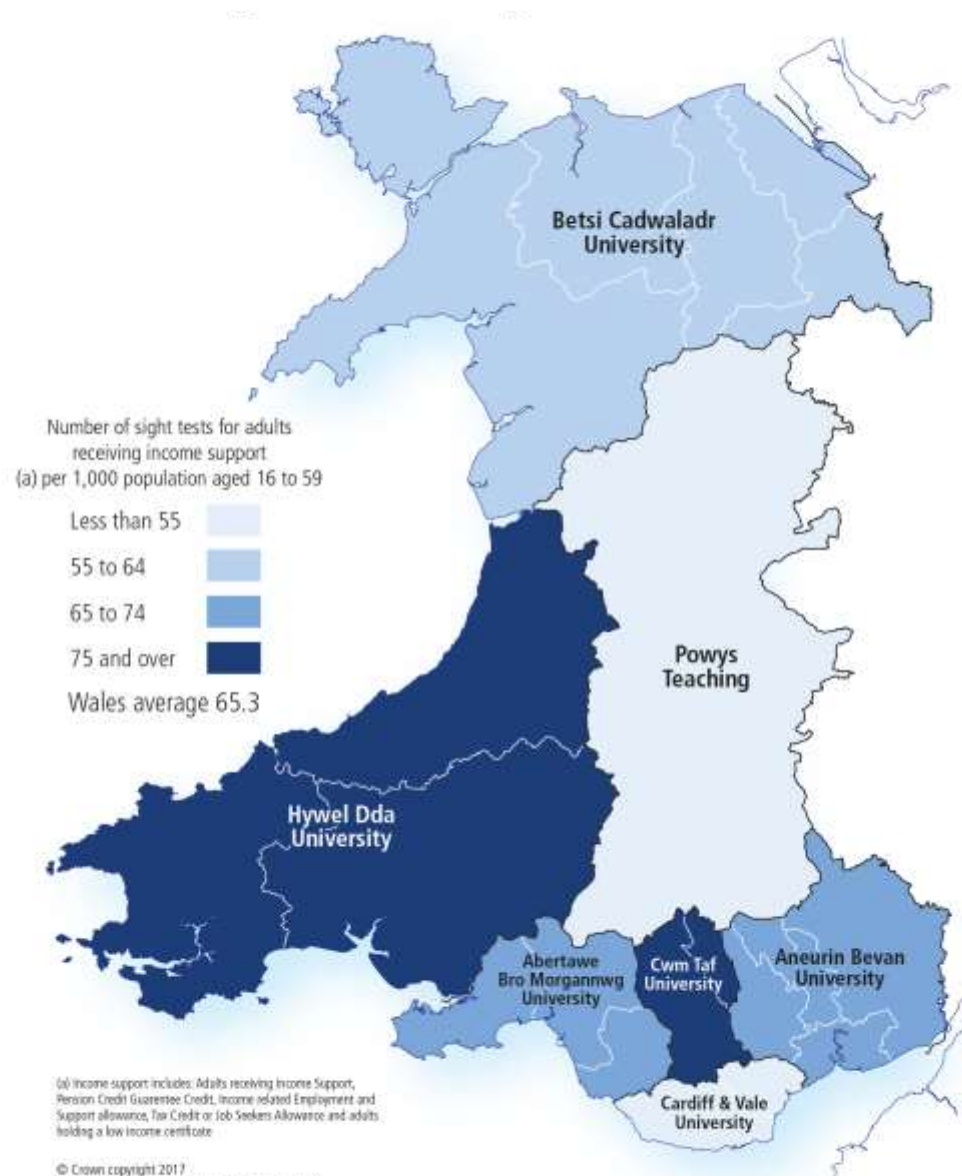 Betsi Cadwaladr
University
Number of sight tests for adults
receiving income support
(a) per 1,000 population aged 16 to 59
Less than 55
55 to 64
65 to 74
75 and over
Wales average 65.3
Powys
Teaching
Hywel Dda
University
Abertawe
Bro Morgannwg
University
Cwm Taf
University
Aneurin Bevan
University
Cardiff & Vale
University
(a) Income support includes: Adults receiving Income Support,
Pension Credit Guarentee Credit, Income related Employment and
Support allowance, Tax Credit or Job Seekers Allowance and adults
holding a low income certificate
© Crown copyright 2017